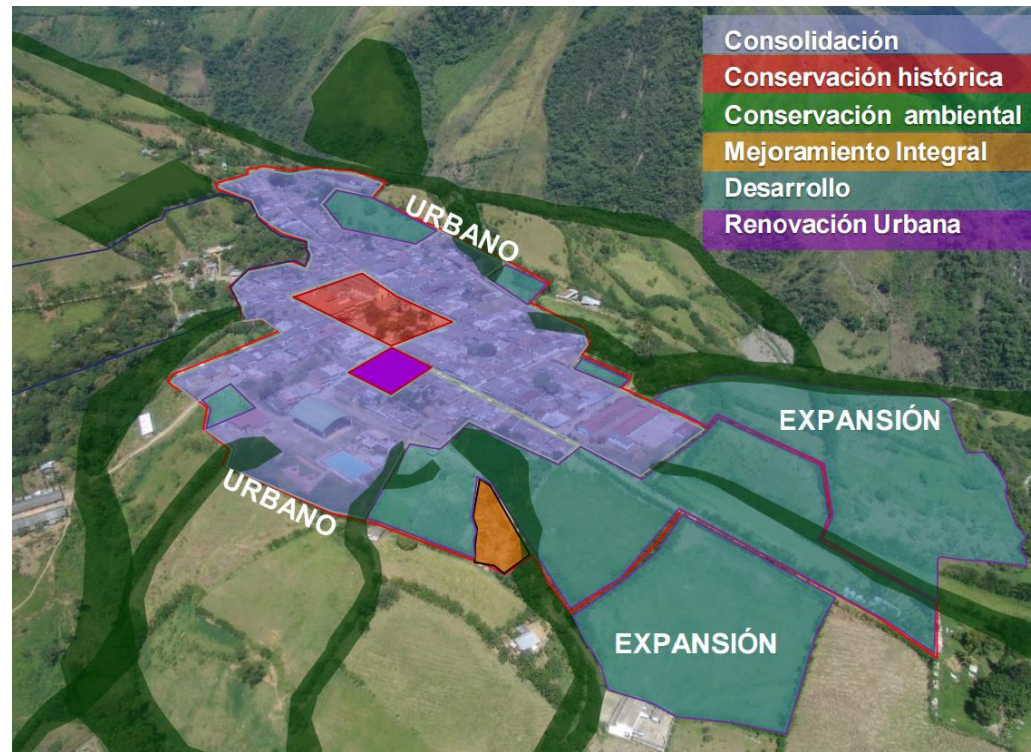 Consolidación
Conservación histórica
Conservación ambiental
Mejoramiento Integral
Desarrollo
Renovación Urbana
URBANO
EXPANSIÓN
URBANO
EXPANSIÓN